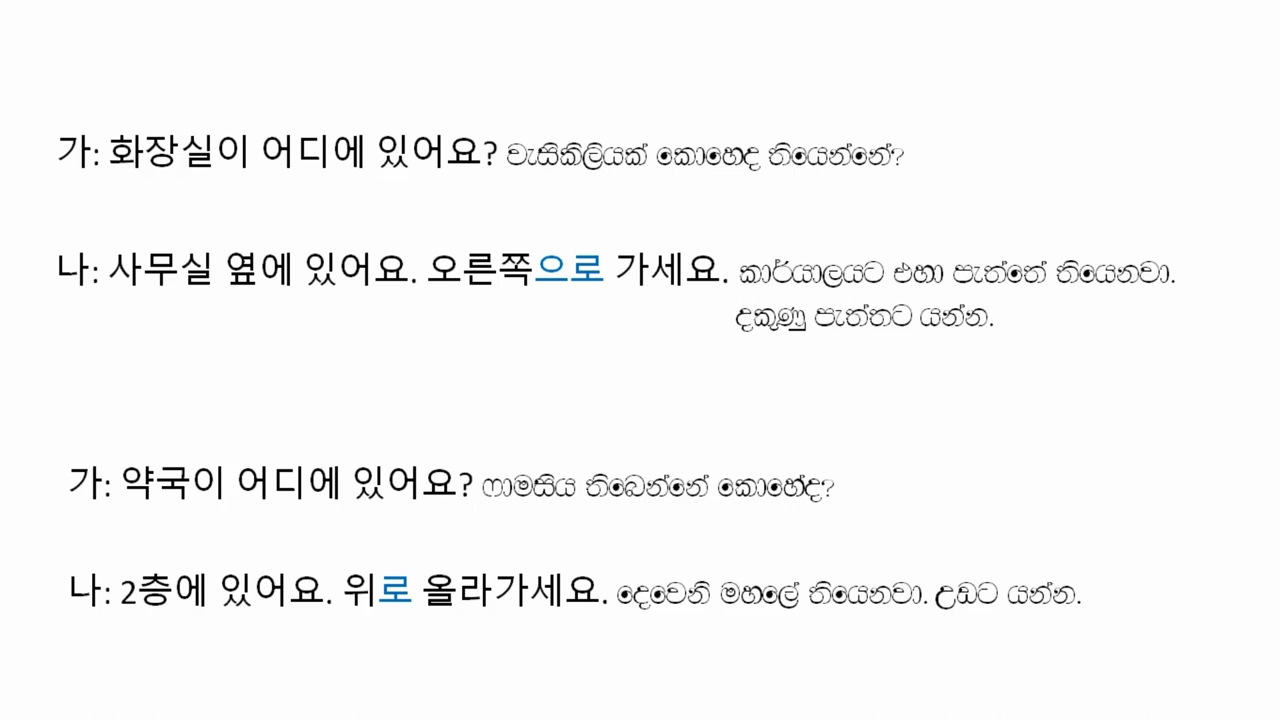 가: 화장실이 어디에 있어요? වැසිකිලියක් කොහෙද තියෙන්නේ?
나: 사무실 옆에 있어요. 오른쪽으로 가세요. කාර්යාලයට එහා පැත්තේ තියෙනවා.
දකුණු පැත්තට යන්න.
가: 약국이 어디에 있어요? ෆාමසිය තිබෙන්නේ කොහේද?
나: 2층에 있어요. 위로 올라가세요. දෙවෙනි මහලේ තියෙනවා. උඩට යන්න.